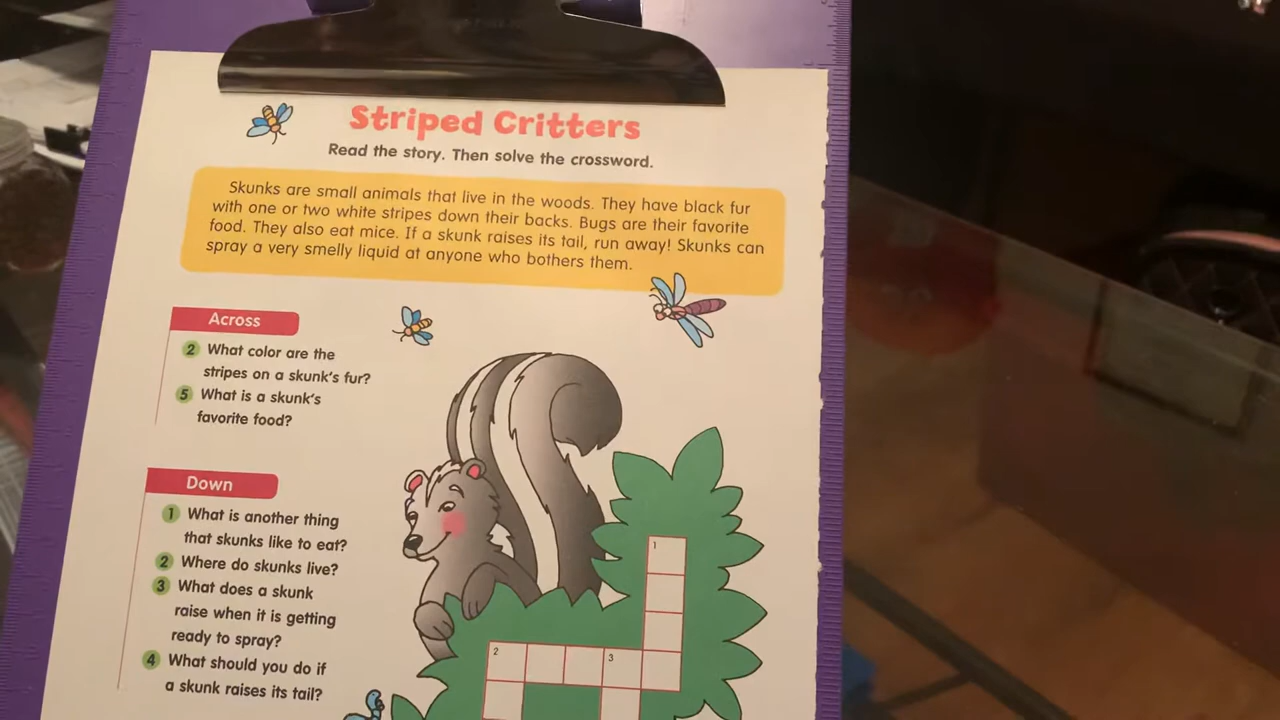 Striped Critters
Read the story. Then solve the crossword.
Skunks are small animals that live in the woods. They have black fur
with one or two white stripes down their backs. Bugs are their favorite
food. They also eat mice. If a skunk raises its tail, run away! Skunks can
spray a very smelly liquid at anyone who bothers them.
Across
2 What color are the
stripes on a skunk's fur?
5 What is a skunk's
favorite food?
Down
1 What is another thing
that skunks like to eat?
2 Where do skunks live?
3 What does a skunk
raise when it is getting
ready to spray?
4 What should you do if
a skunk raises its tail?
1
2 3